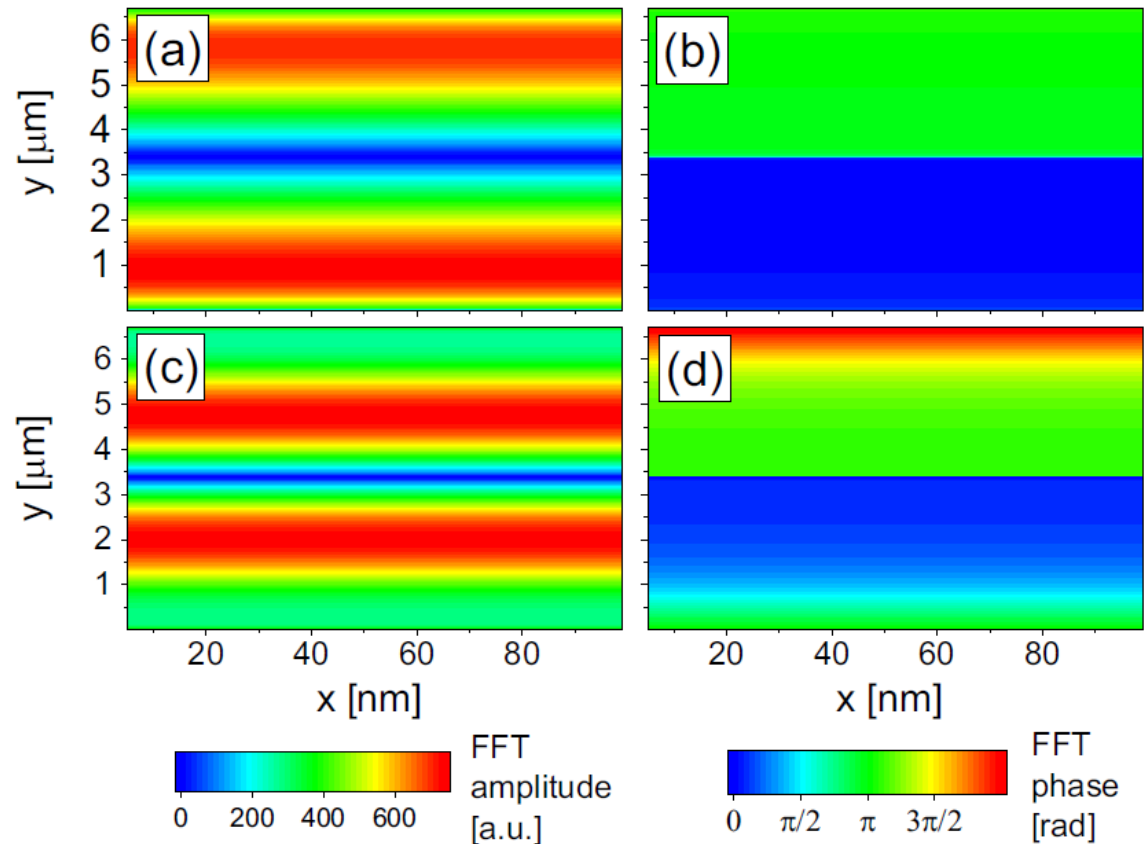 (a)
(b)
6
5
4
3
2
1
y [μm]
(c)
(d)
6
5
4
3
2
1
y [μm]
20 40 60 80
20 40 60 80
x [nm]
x [nm]
FFT
amplitude
[a.u.]
0 200 400 600
FFT
phase
[rad]
0 π/2 π 3π/2